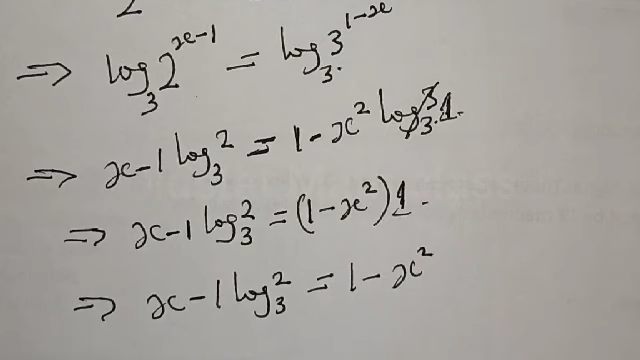 2
⇒ log₃ 2^(x-1) = log₃ 3^(1-x
⇒ x-1 log₃ 2 = 1-x² log₃ 3 1.
⇒ x-1 log₃ 2 = (1-x²) 1.
⇒ x-1 log₃ 2 = 1-x²